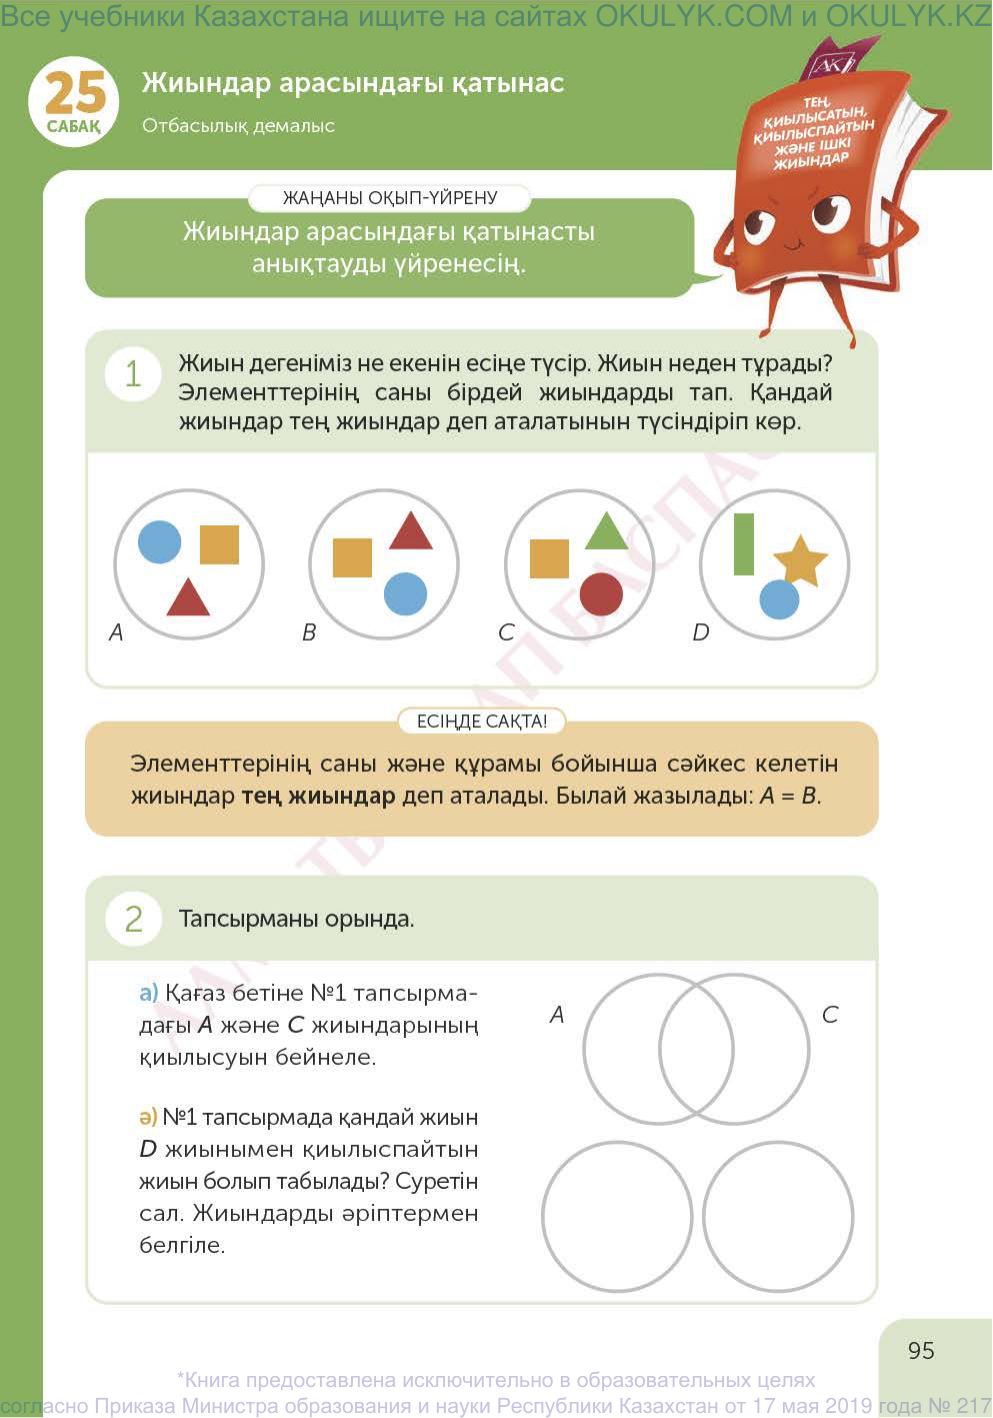 Все учебники Казахстана ищите на сайтах OKULYK.COM и OKULYK.KZ
25
САБАҚ
Жиындар арасындағы қатынас
Отбасылық демалыс
ТЕҢ,
ҚИЫЛЫСАТЫН,
ҚИЫЛЫСПАЙТЫН
ЖӘНЕ ІШКІ
ЖИЫНДАР
ЖАҢАНЫ ОҚЫП-ҮЙРЕНУ
Жиындар арасындағы қатынасты
анықтауды үйренесің.
1
Жиын дегеніміз не екенін есіңе түсір. Жиын неден тұрады?
Элементтерінің саны бірдей жиындарды тап. Қандай
жиындар тең жиындар деп аталатынын түсіндіріп көр.
A
B
C
D
ЕСІҢДЕ САҚТА!
Элементтерінің саны және құрамы бойынша сәйкес келетін
жиындар тең жиындар деп аталады. Былай жазылады: A = B.
2
Тапсырманы орында.
а) Қағаз бетіне №1 тапсырма-
дағы A және C жиындарының
қиылысуын бейнеле.
A
C
ә) №1 тапсырмада қандай жиын
D жиынымен қиылыспайтын
жиын болып табылады? Суретін
сал. Жиындарды әріптермен
белгіле.
95
*Книга предоставлена исключительно в образовательных целях
согласно Приказа Министра образования и науки Республики Казахстан от 17 мая 2019 года № 217